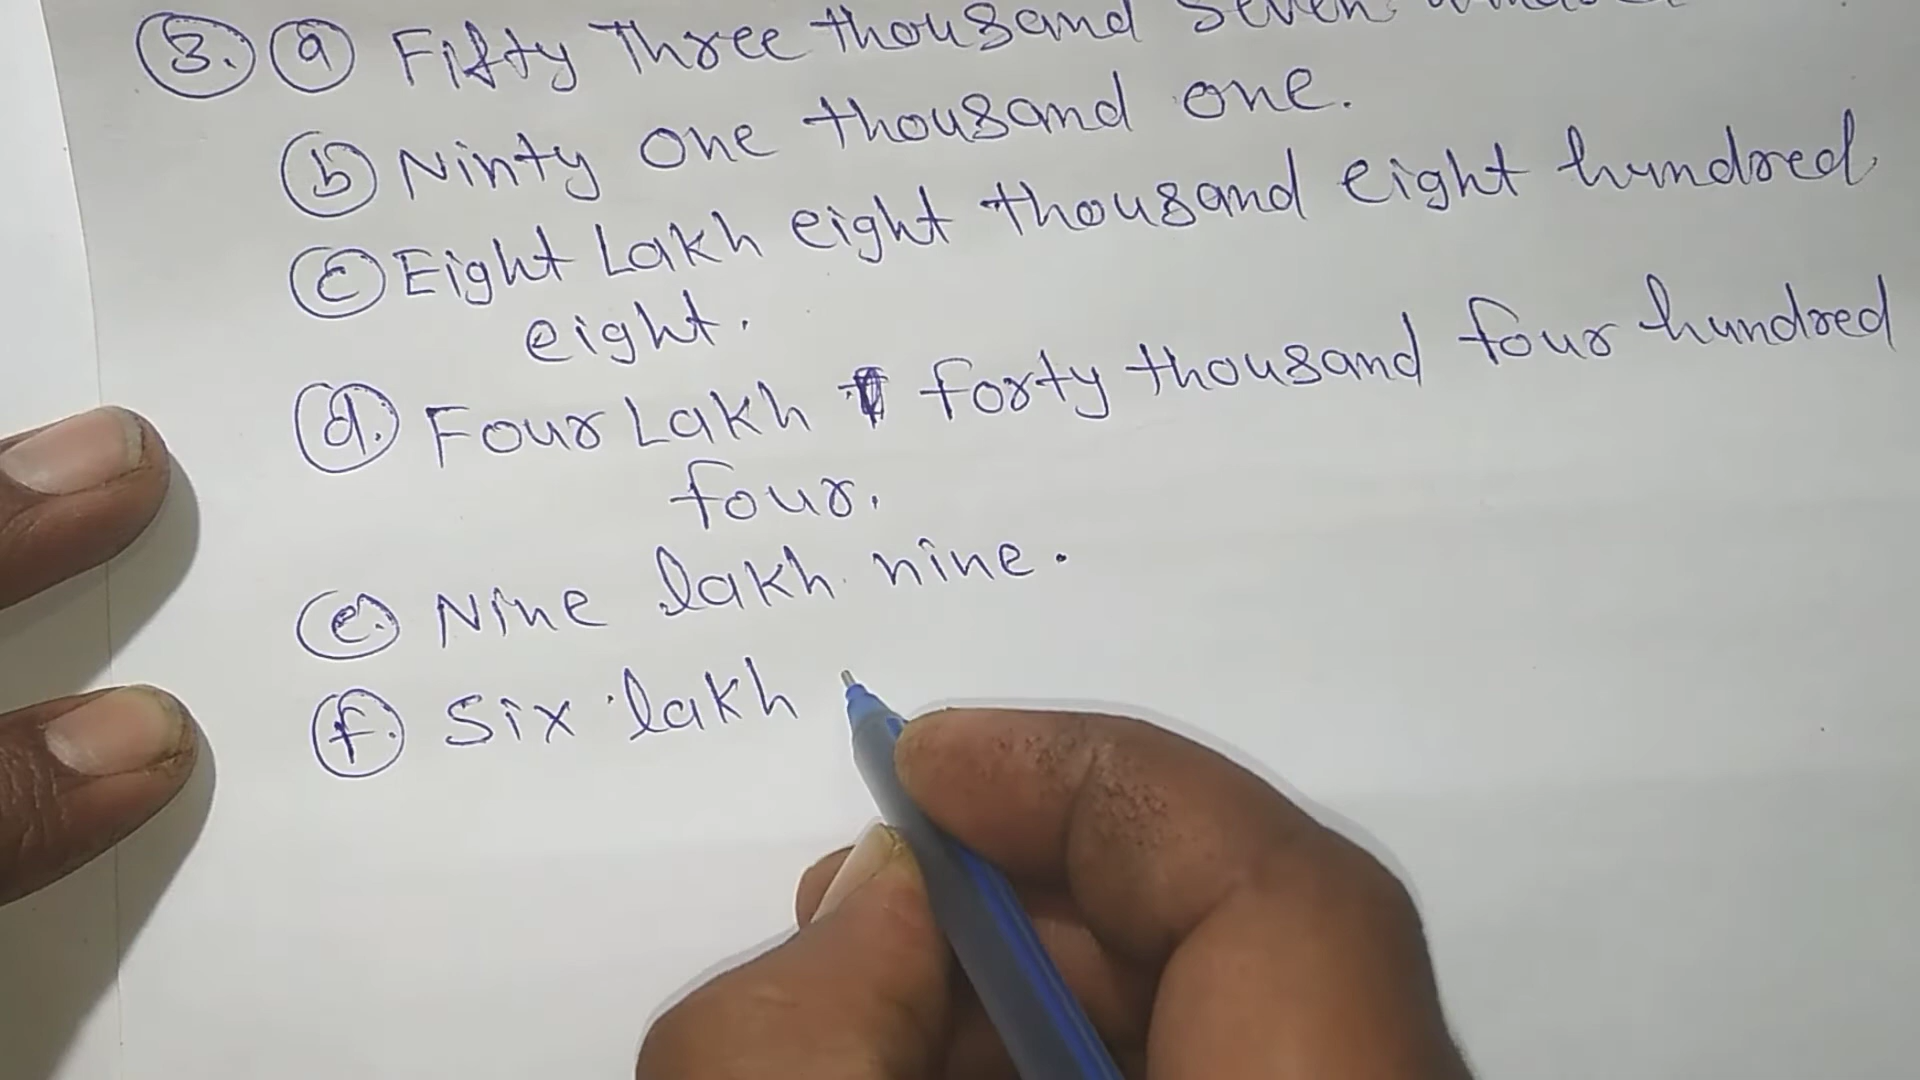 3. a Fifty Three thousand seven
b Ninty one thousand one.
c Eight Lakh eight thousand eight hundred
eight.
d. Four Lakh forty thousand four hundred
four.
e. Nine lakh nine.
f. Six lakh